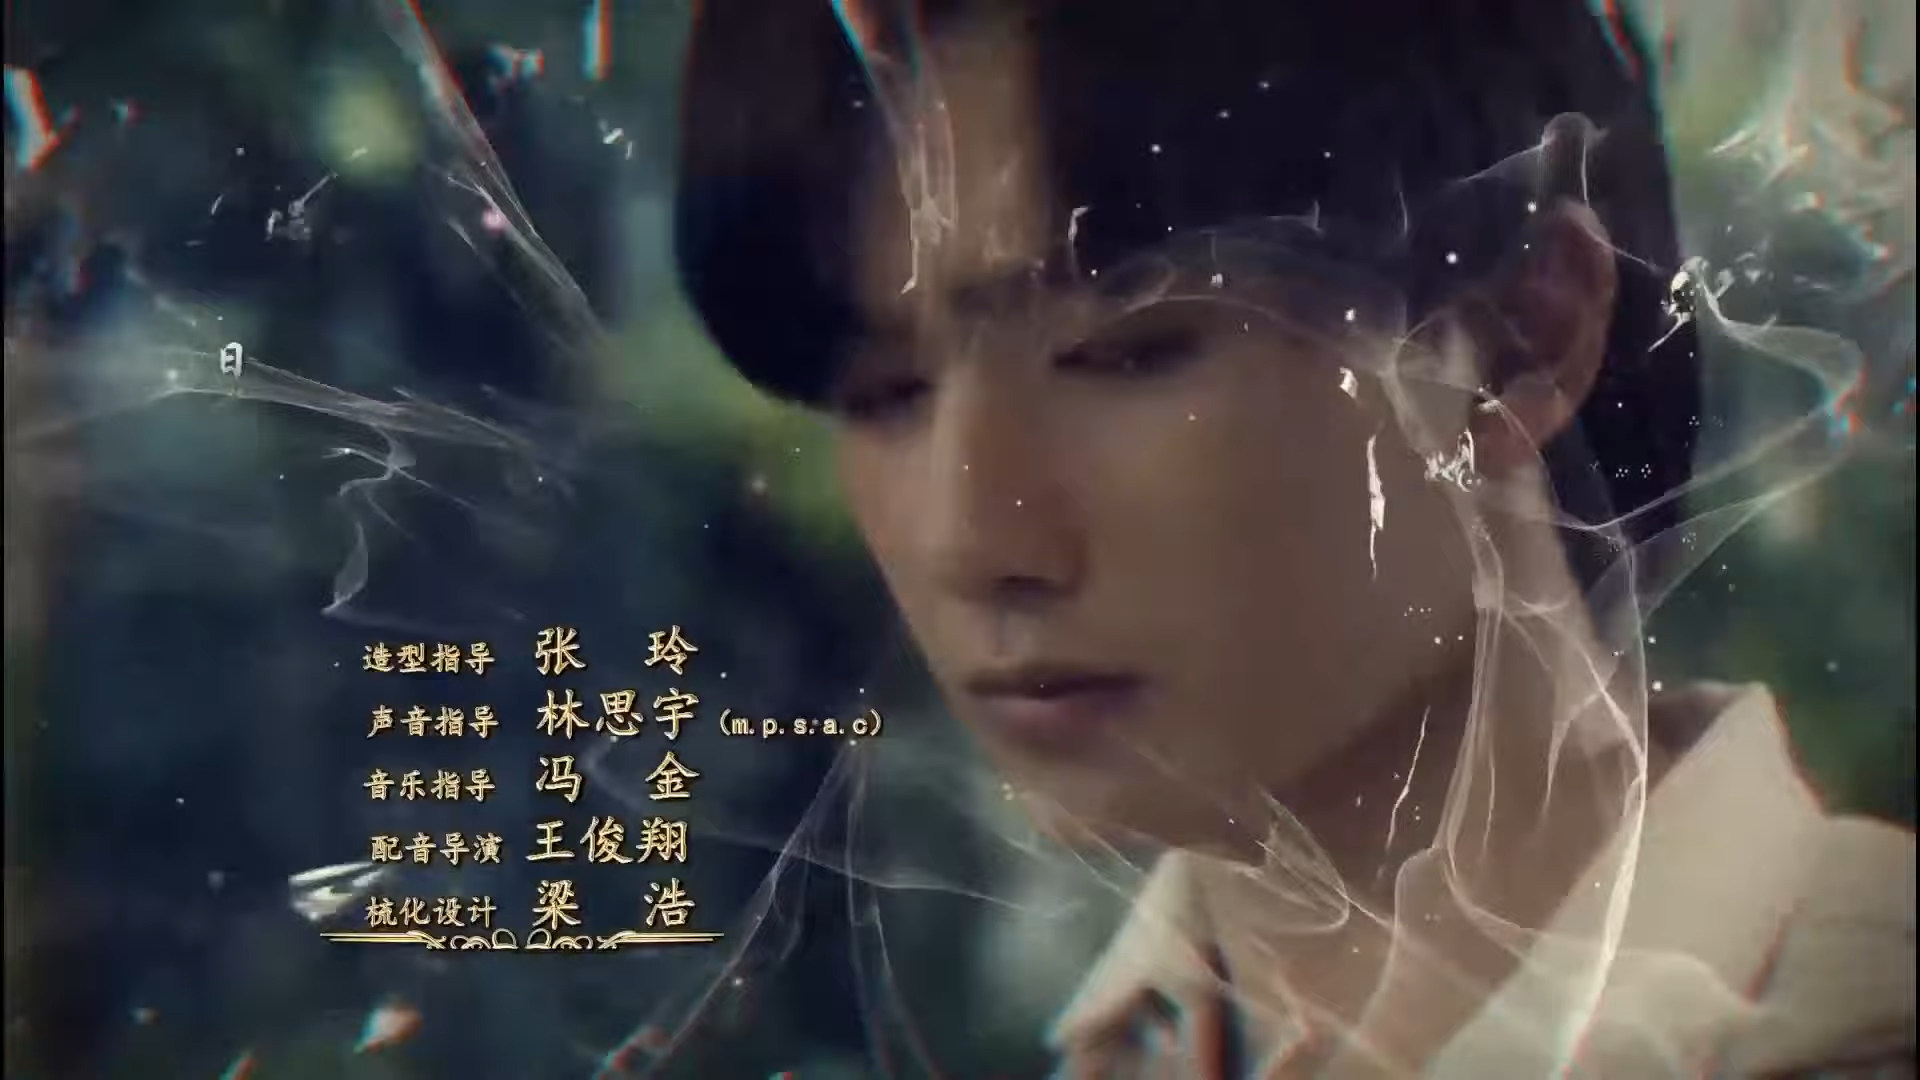 日
造型指导 张 玲
声音指导 林思宇 (m.p.s.a.c)
音乐指导 冯 金
配音导演 王俊翔
梳化设计 梁 浩